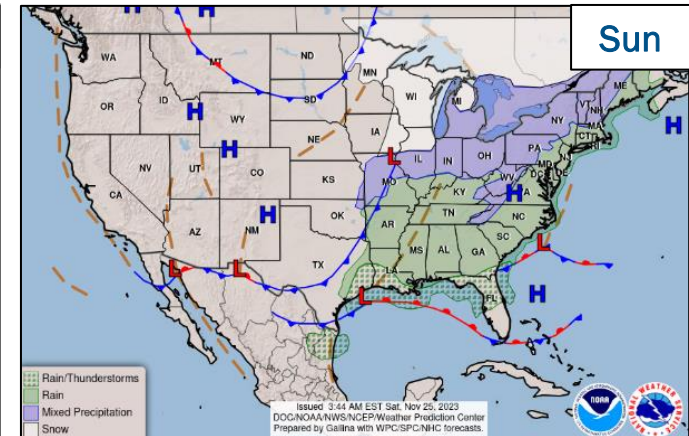 Sun
H
H
WA
MT
ND
MN
ME
OR
ID
H
SD
WI
MI
VT
NH
H
WY
NY
MA
CT
RI
H
NE
IA
L
IL
IN
OH
PA
NJ
NV
UT
CO
KS
MO
WV
MD
DC
DE
CA
KY
H
VA
AZ
NM
H
OK
AR
TN
NC
L
L
TX
MS
AL
GA
SC
L
LA
L
FL
H
Rain/Thunderstorms
Rain
Mixed Precipitation
Snow
Issued 3:44 AM EST Sat, Nov 25, 2023
DOC/NOAA/NWS/NCEP/Weather Prediction Center
Prepared by Gallina with WPC/SPC/NHC forecasts.
NOAA
NATIONAL WEATHER SERVICE